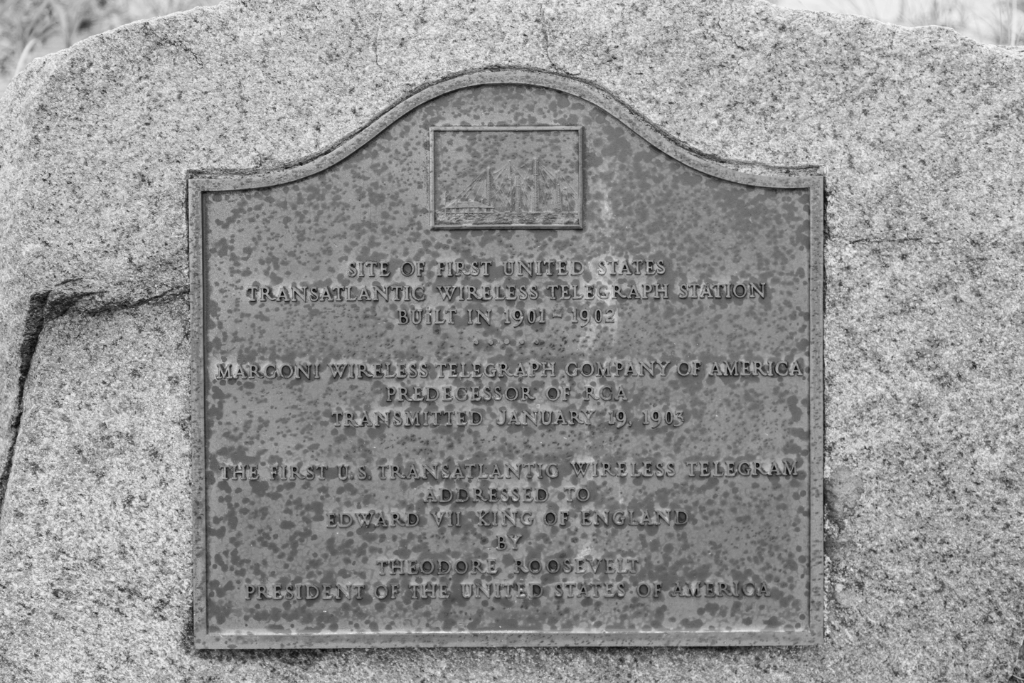 SITE OF FIRST UNITED STATES
TRANSATLANTIC WIRELESS TELEGRAPH STATION
BUILT IN 1901 - 1902
MARCONI WIRELESS TELEGRAPH COMPANY OF AMERICA
PREDECESSOR OF RCA
TRANSMITTED JANUARY 19, 1903
THE FIRST U.S. TRANSATLANTIC WIRELESS TELEGRAM
ADDRESSED TO
EDWARD VII KING OF ENGLAND
BY
THEODORE ROOSEVELT
PRESIDENT OF THE UNITED STATES OF AMERICA